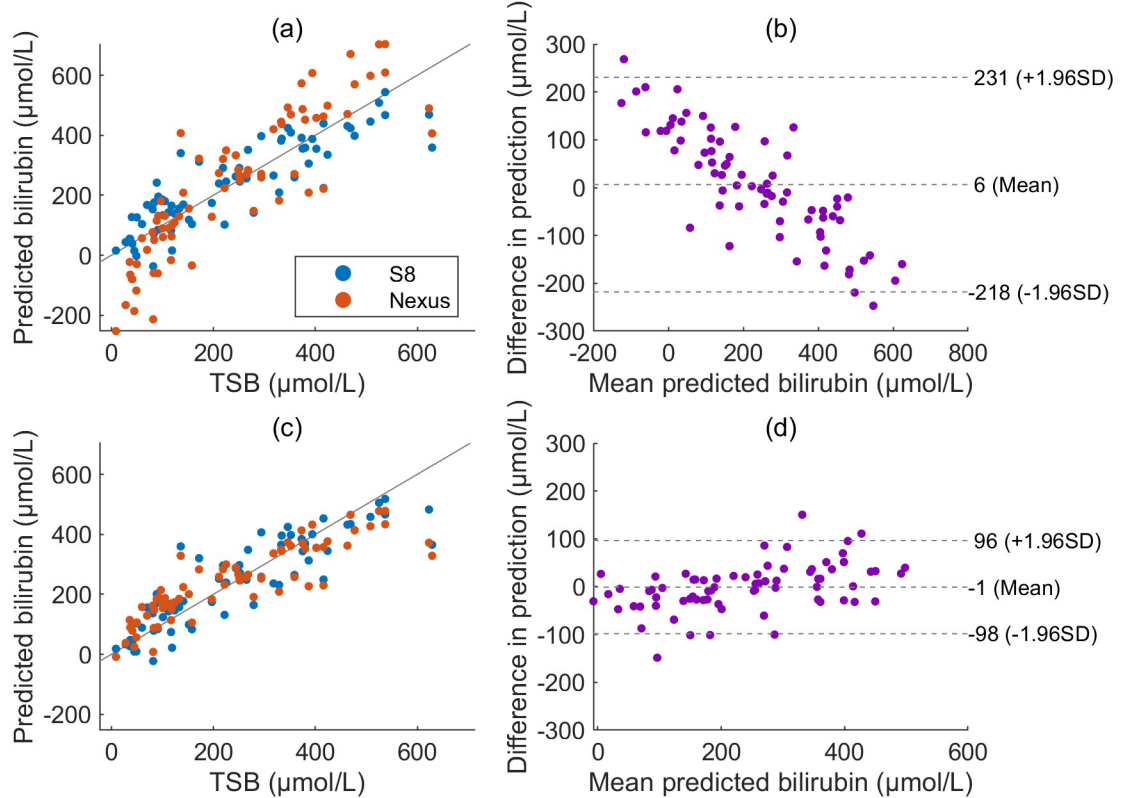 (a)
Predicted bilirubin (µmol/L)
600
400
200
0
-200
0
200
400
600
TSB (µmol/L)
S8
Nexus
(b)
Difference in prediction (µmol/L)
300
200
100
0
-100
-200
-300
-200
0
200
400
600
800
Mean predicted bilirubin (µmol/L)
231 (+1.96SD)
6 (Mean)
-218 (-1.96SD)
(c)
Predicted bilirubin (µmol/L)
600
400
200
0
-200
0
200
400
600
TSB (µmol/L)
(d)
Difference in prediction (µmol/L)
300
200
100
0
-100
-200
-300
0
200
400
600
Mean predicted bilirubin (µmol/L)
96 (+1.96SD)
-1 (Mean)
-98 (-1.96SD)